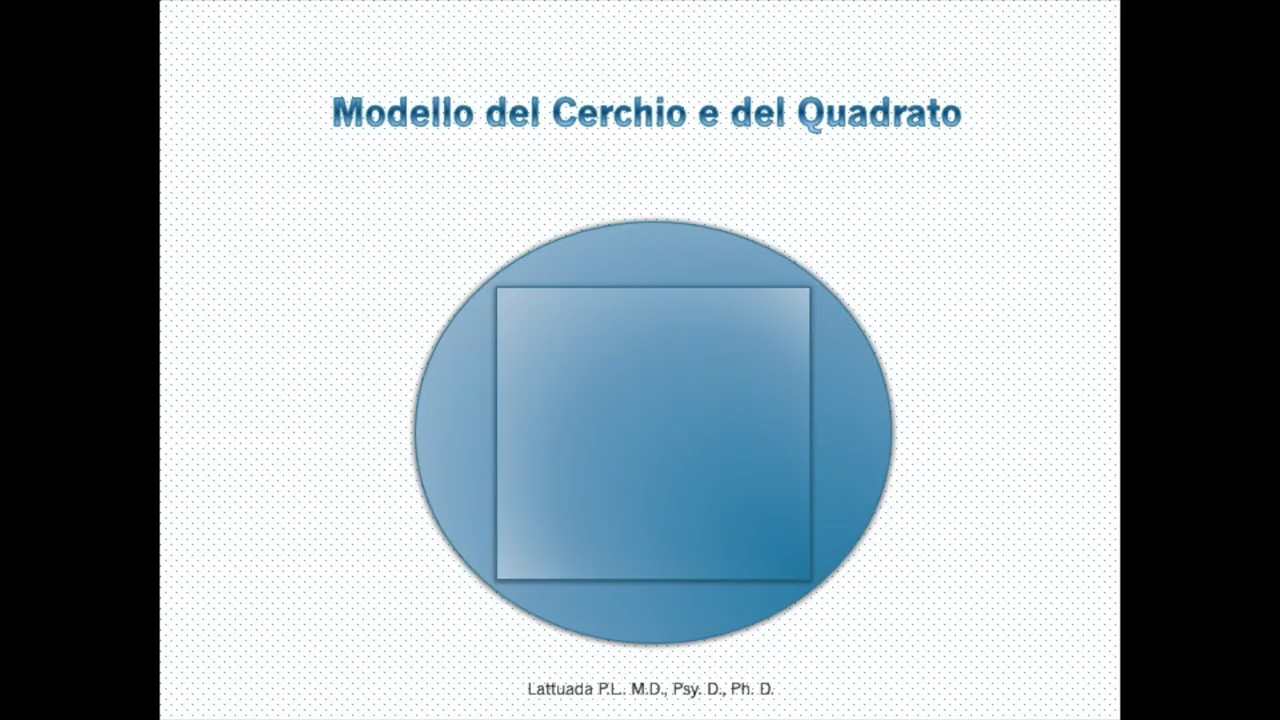 Modello del Cerchio e del Quadrato
Lattuada P.L. M.D., Psy. D., Ph. D.